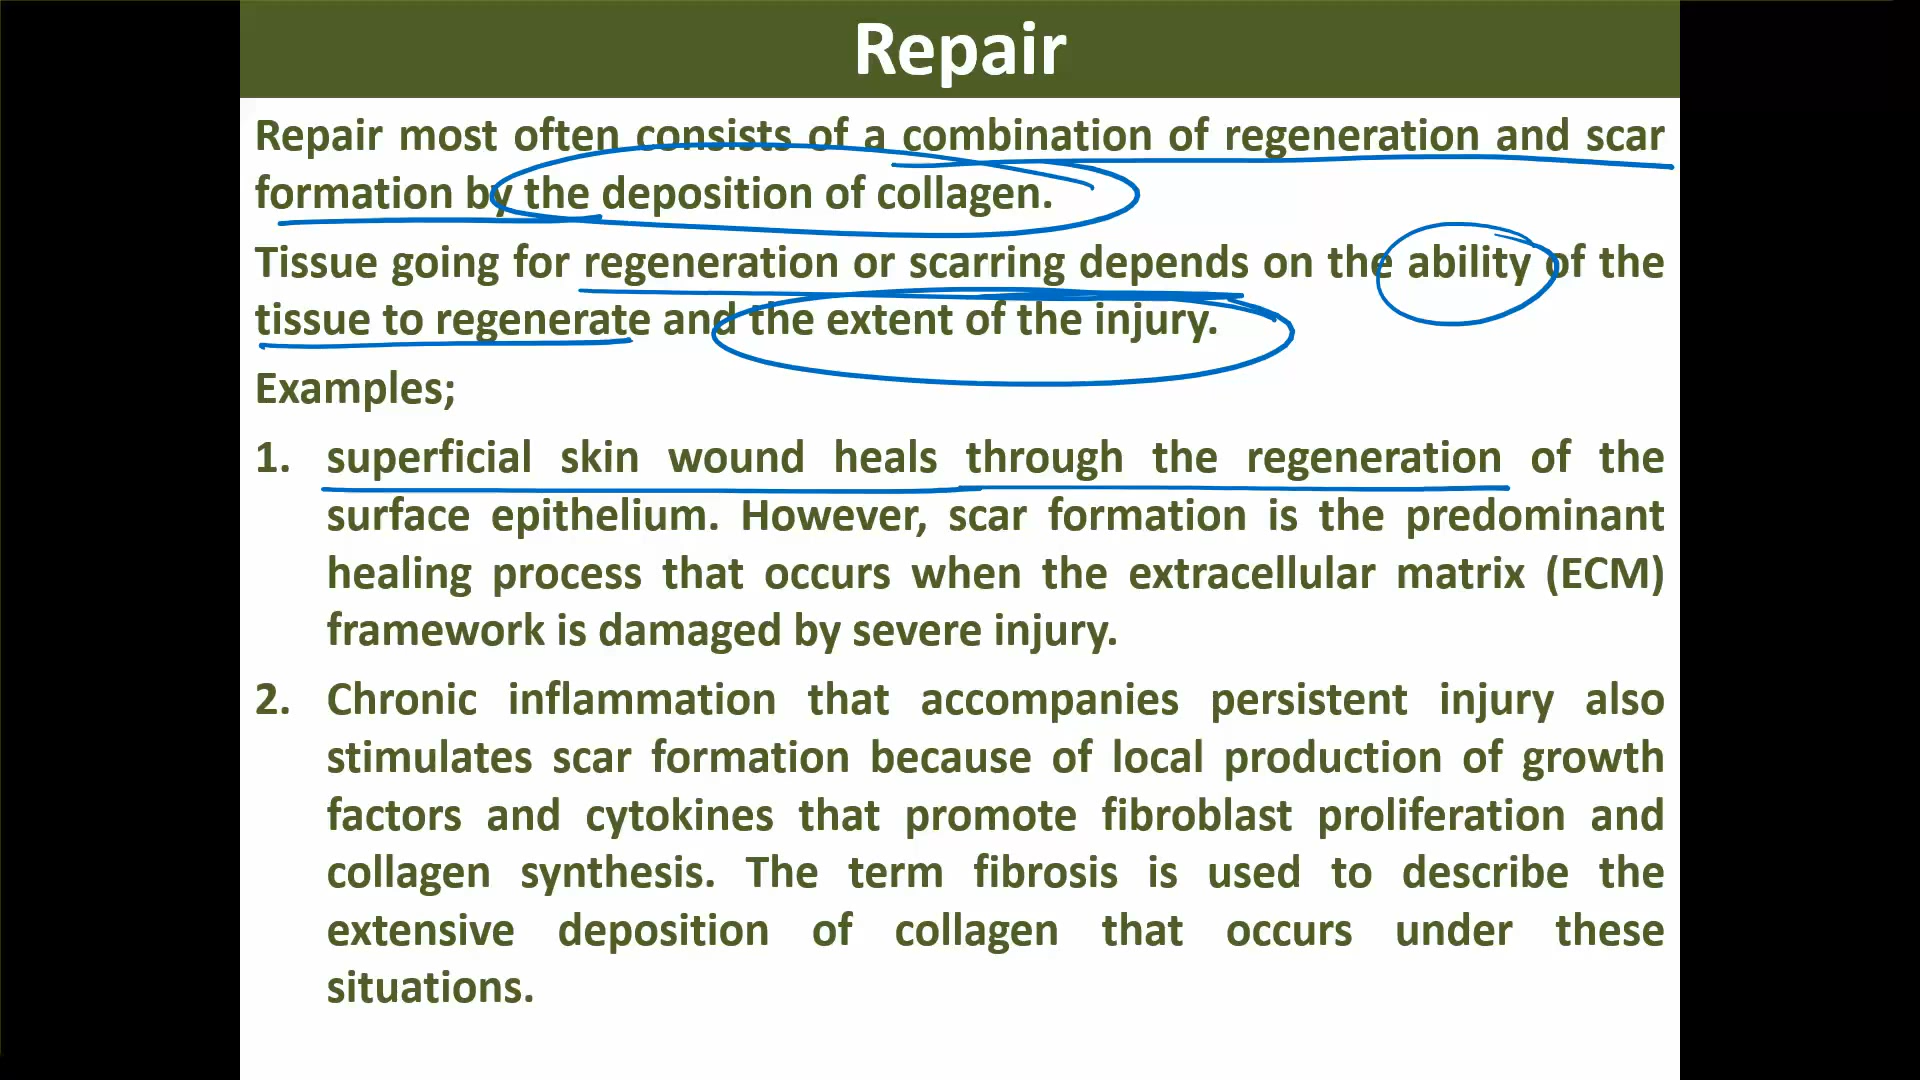 Repair
Repair most often consists of a combination of regeneration and scar
formation by the deposition of collagen.
Tissue going for regeneration or scarring depends on the ability of the
tissue to regenerate and the extent of the injury.
Examples;
1. superficial skin wound heals through the regeneration of the
surface epithelium. However, scar formation is the predominant
healing process that occurs when the extracellular matrix (ECM)
framework is damaged by severe injury.
2. Chronic inflammation that accompanies persistent injury also
stimulates scar formation because of local production of growth
factors and cytokines that promote fibroblast proliferation and
collagen synthesis. The term fibrosis is used to describe the
extensive deposition of collagen that occurs under these
situations.